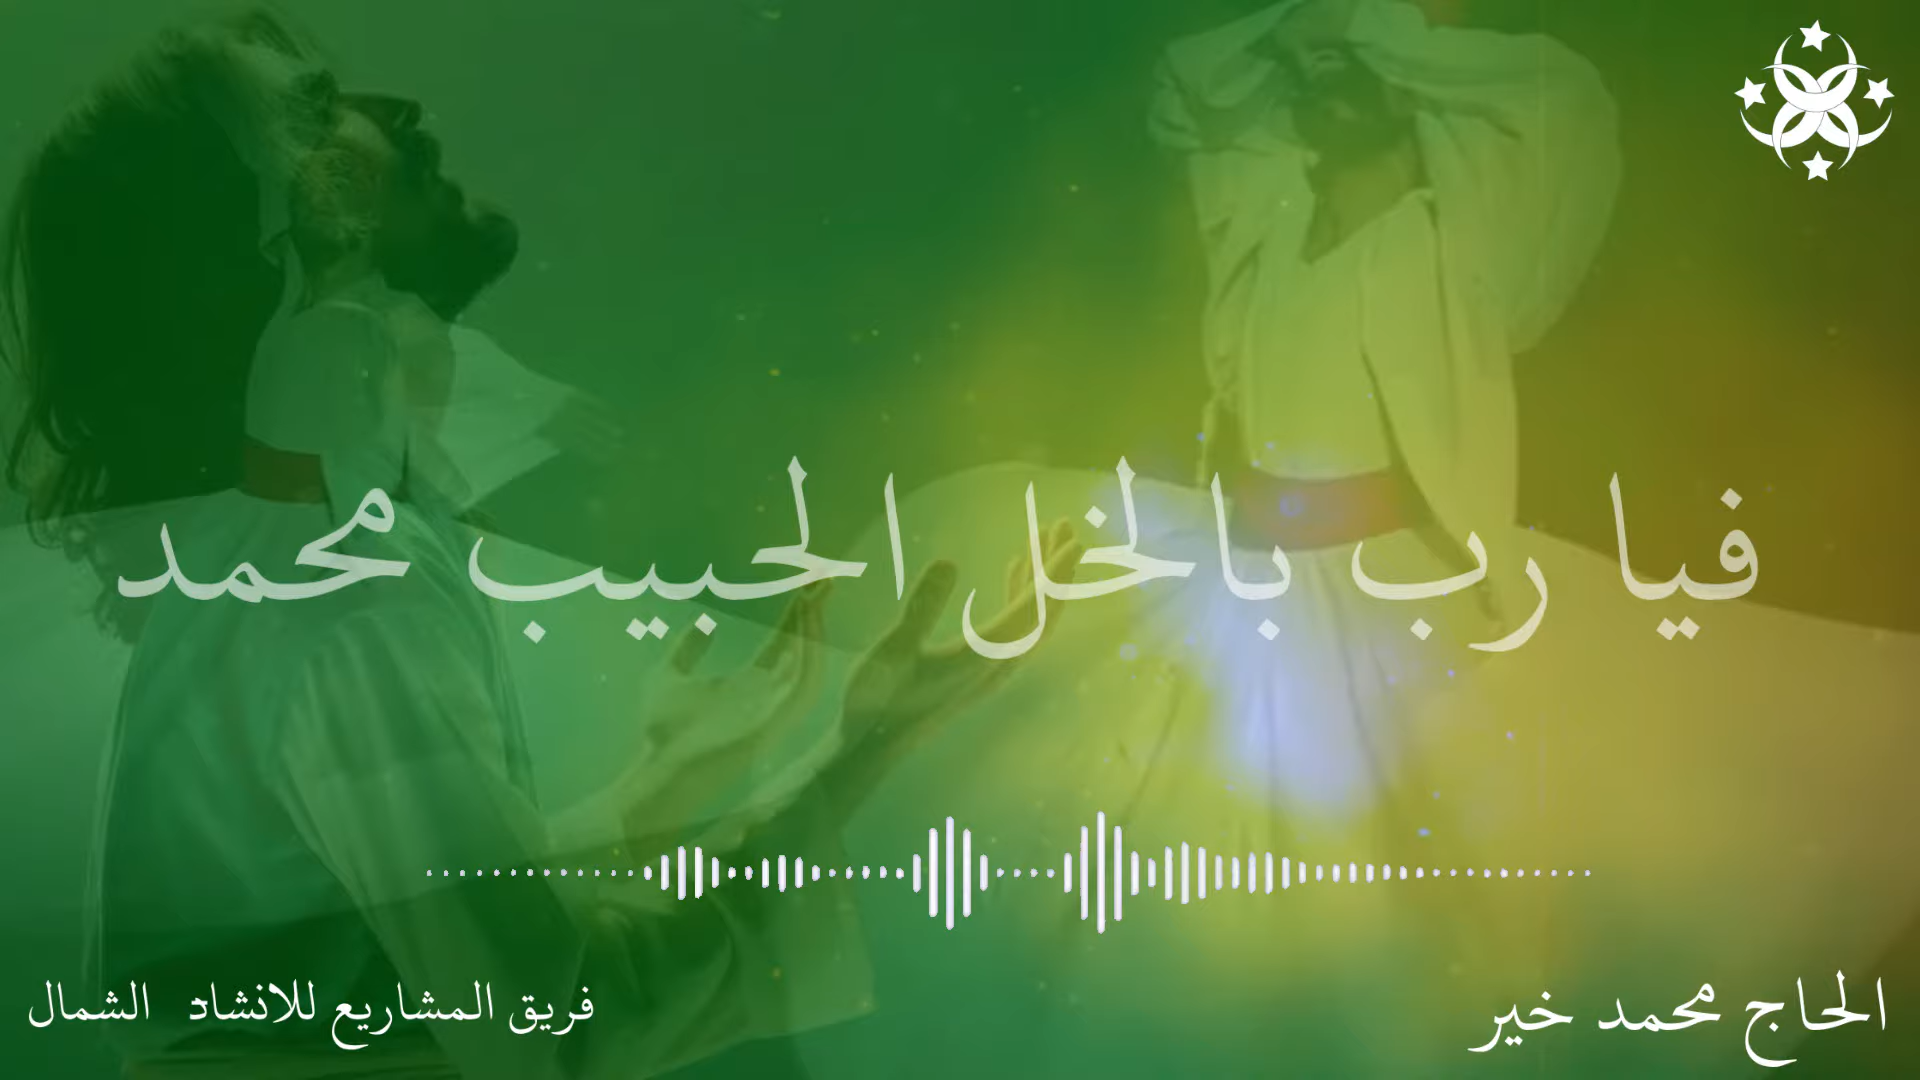 فيا رب بالخل الحبيب محمد
الحاج محمد خير
فريق المشاريع للانشاد الشمال